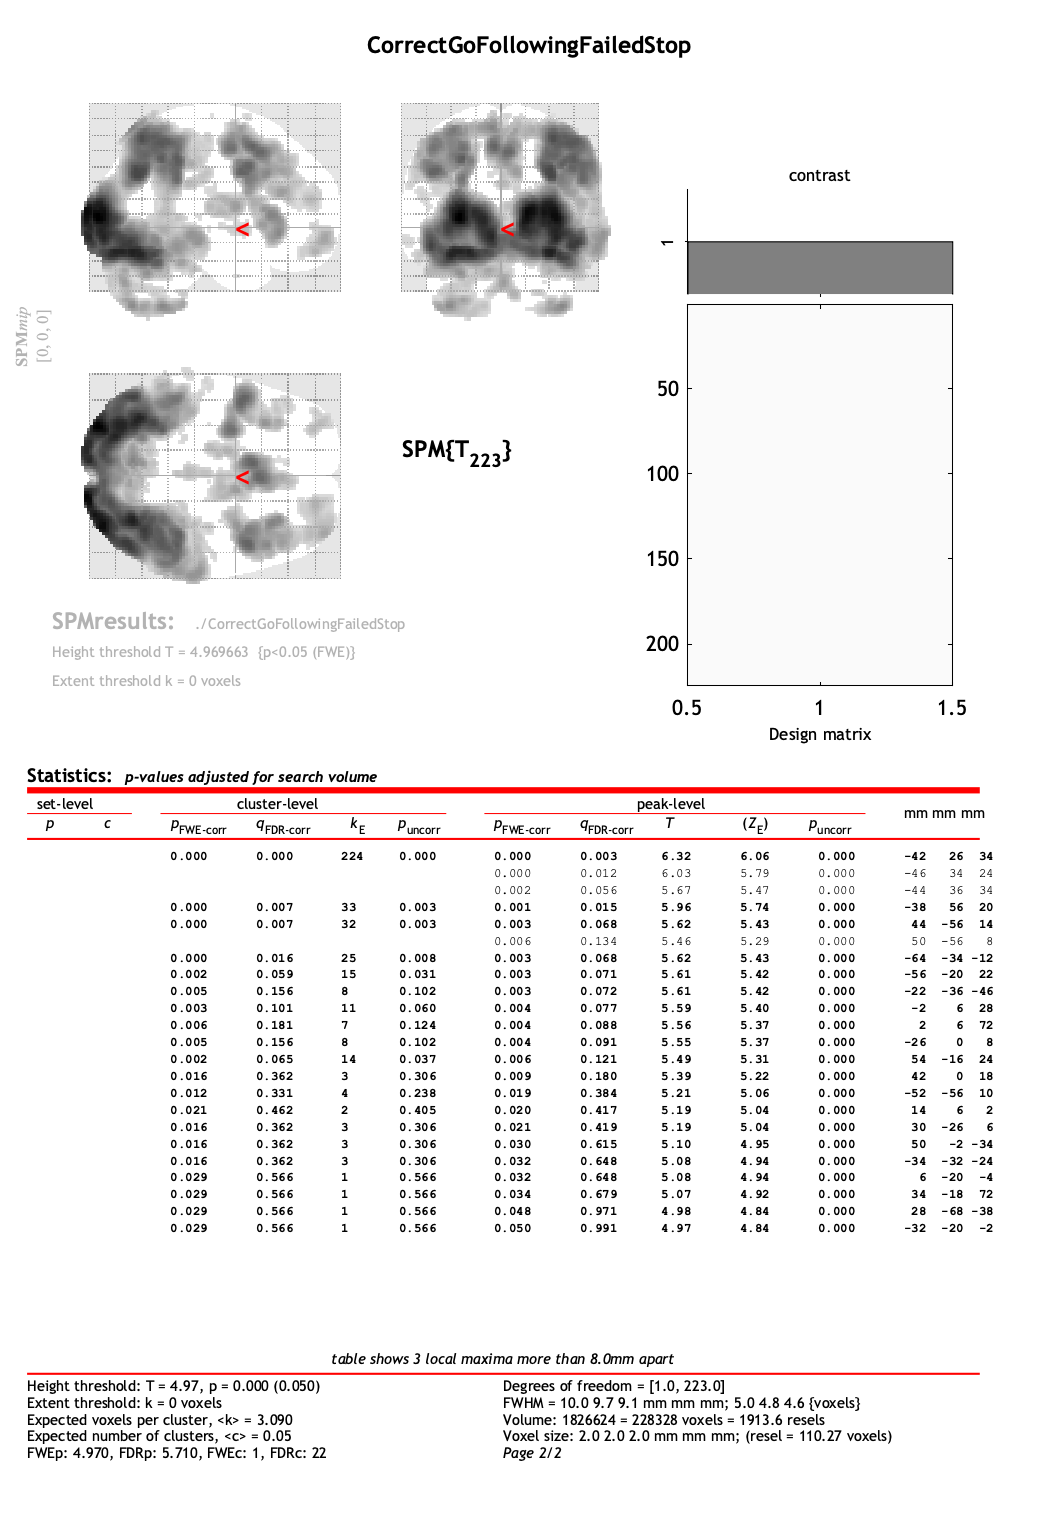 CorrectGoFollowingFailedStop
<
<
SPMmip
[0, 0, 0]
<
SPM{T223}
contrast
1
50
100
150
200
0.5 1 1.5
Design matrix
SPMresults: ./CorrectGoFollowingFailedStop
Height threshold T = 4.969663 {p<0.05 (FWE)}
Extent threshold k = 0 voxels
Statistics: p-values adjusted for search volume
set-level cluster-level peak-level mm mm mm
p c pFWE-corr qFDR-corr kE puncorr pFWE-corr qFDR-corr T (ZE) puncorr
0.000 0.000 224 0.000 0.000 0.003 6.32 6.06 0.000 -42 26 34
0.000 0.012 6.03 5.79 0.000 -46 34 24
0.002 0.056 5.67 5.47 0.000 -44 36 34
0.000 0.007 33 0.003 0.001 0.015 5.96 5.74 0.000 -38 56 20
0.000 0.007 32 0.003 0.003 0.068 5.62 5.43 0.000 44 -56 14
0.006 0.134 5.46 5.29 0.000 50 -56 8
0.000 0.016 25 0.008 0.003 0.068 5.62 5.43 0.000 -64 -34 -12
0.002 0.059 15 0.031 0.003 0.071 5.61 5.42 0.000 -56 -20 22
0.005 0.156 8 0.102 0.003 0.072 5.61 5.42 0.000 -22 -36 -46
0.003 0.101 11 0.060 0.004 0.077 5.59 5.40 0.000 -2 6 28
0.006 0.181 7 0.124 0.004 0.088 5.56 5.37 0.000 2 6 72
0.005 0.156 8 0.102 0.004 0.091 5.55 5.37 0.000 -26 0 8
0.002 0.065 14 0.037 0.006 0.121 5.49 5.31 0.000 54 -16 24
0.016 0.362 3 0.306 0.009 0.180 5.39 5.22 0.000 42 0 18
0.012 0.331 4 0.238 0.019 0.384 5.21 5.06 0.000 -52 -56 10
0.021 0.462 2 0.405 0.020 0.417 5.19 5.04 0.000 14 6 2
0.016 0.362 3 0.306 0.021 0.419 5.19 5.04 0.000 30 -26 6
0.016 0.362 3 0.306 0.030 0.615 5.10 4.95 0.000 50 -2 -34
0.016 0.362 3 0.306 0.032 0.648 5.08 4.94 0.000 -34 -32 -24
0.029 0.566 1 0.566 0.032 0.648 5.08 4.94 0.000 6 -20 -4
0.029 0.566 1 0.566 0.034 0.679 5.07 4.92 0.000 34 -18 72
0.029 0.566 1 0.566 0.048 0.971 4.98 4.84 0.000 28 -68 -38
0.029 0.566 1 0.566 0.050 0.991 4.97 4.84 0.000 -32 -20 -2
table shows 3 local maxima more than 8.0mm apart
Height threshold: T = 4.97, p = 0.000 (0.050)
Extent threshold: k = 0 voxels
Expected voxels per cluster, <k> = 3.090
Expected number of clusters, <c> = 0.05
FWEp: 4.970, FDRp: 5.710, FWEc: 1, FDRc: 22
Degrees of freedom = [1.0, 223.0]
FWHM = 10.0 9.7 9.1 mm mm mm; 5.0 4.8 4.6 {voxels}
Volume: 1826624 = 228328 voxels = 1913.6 resels
Voxel size: 2.0 2.0 2.0 mm mm mm; (resel = 110.27 voxels)
Page 2/2